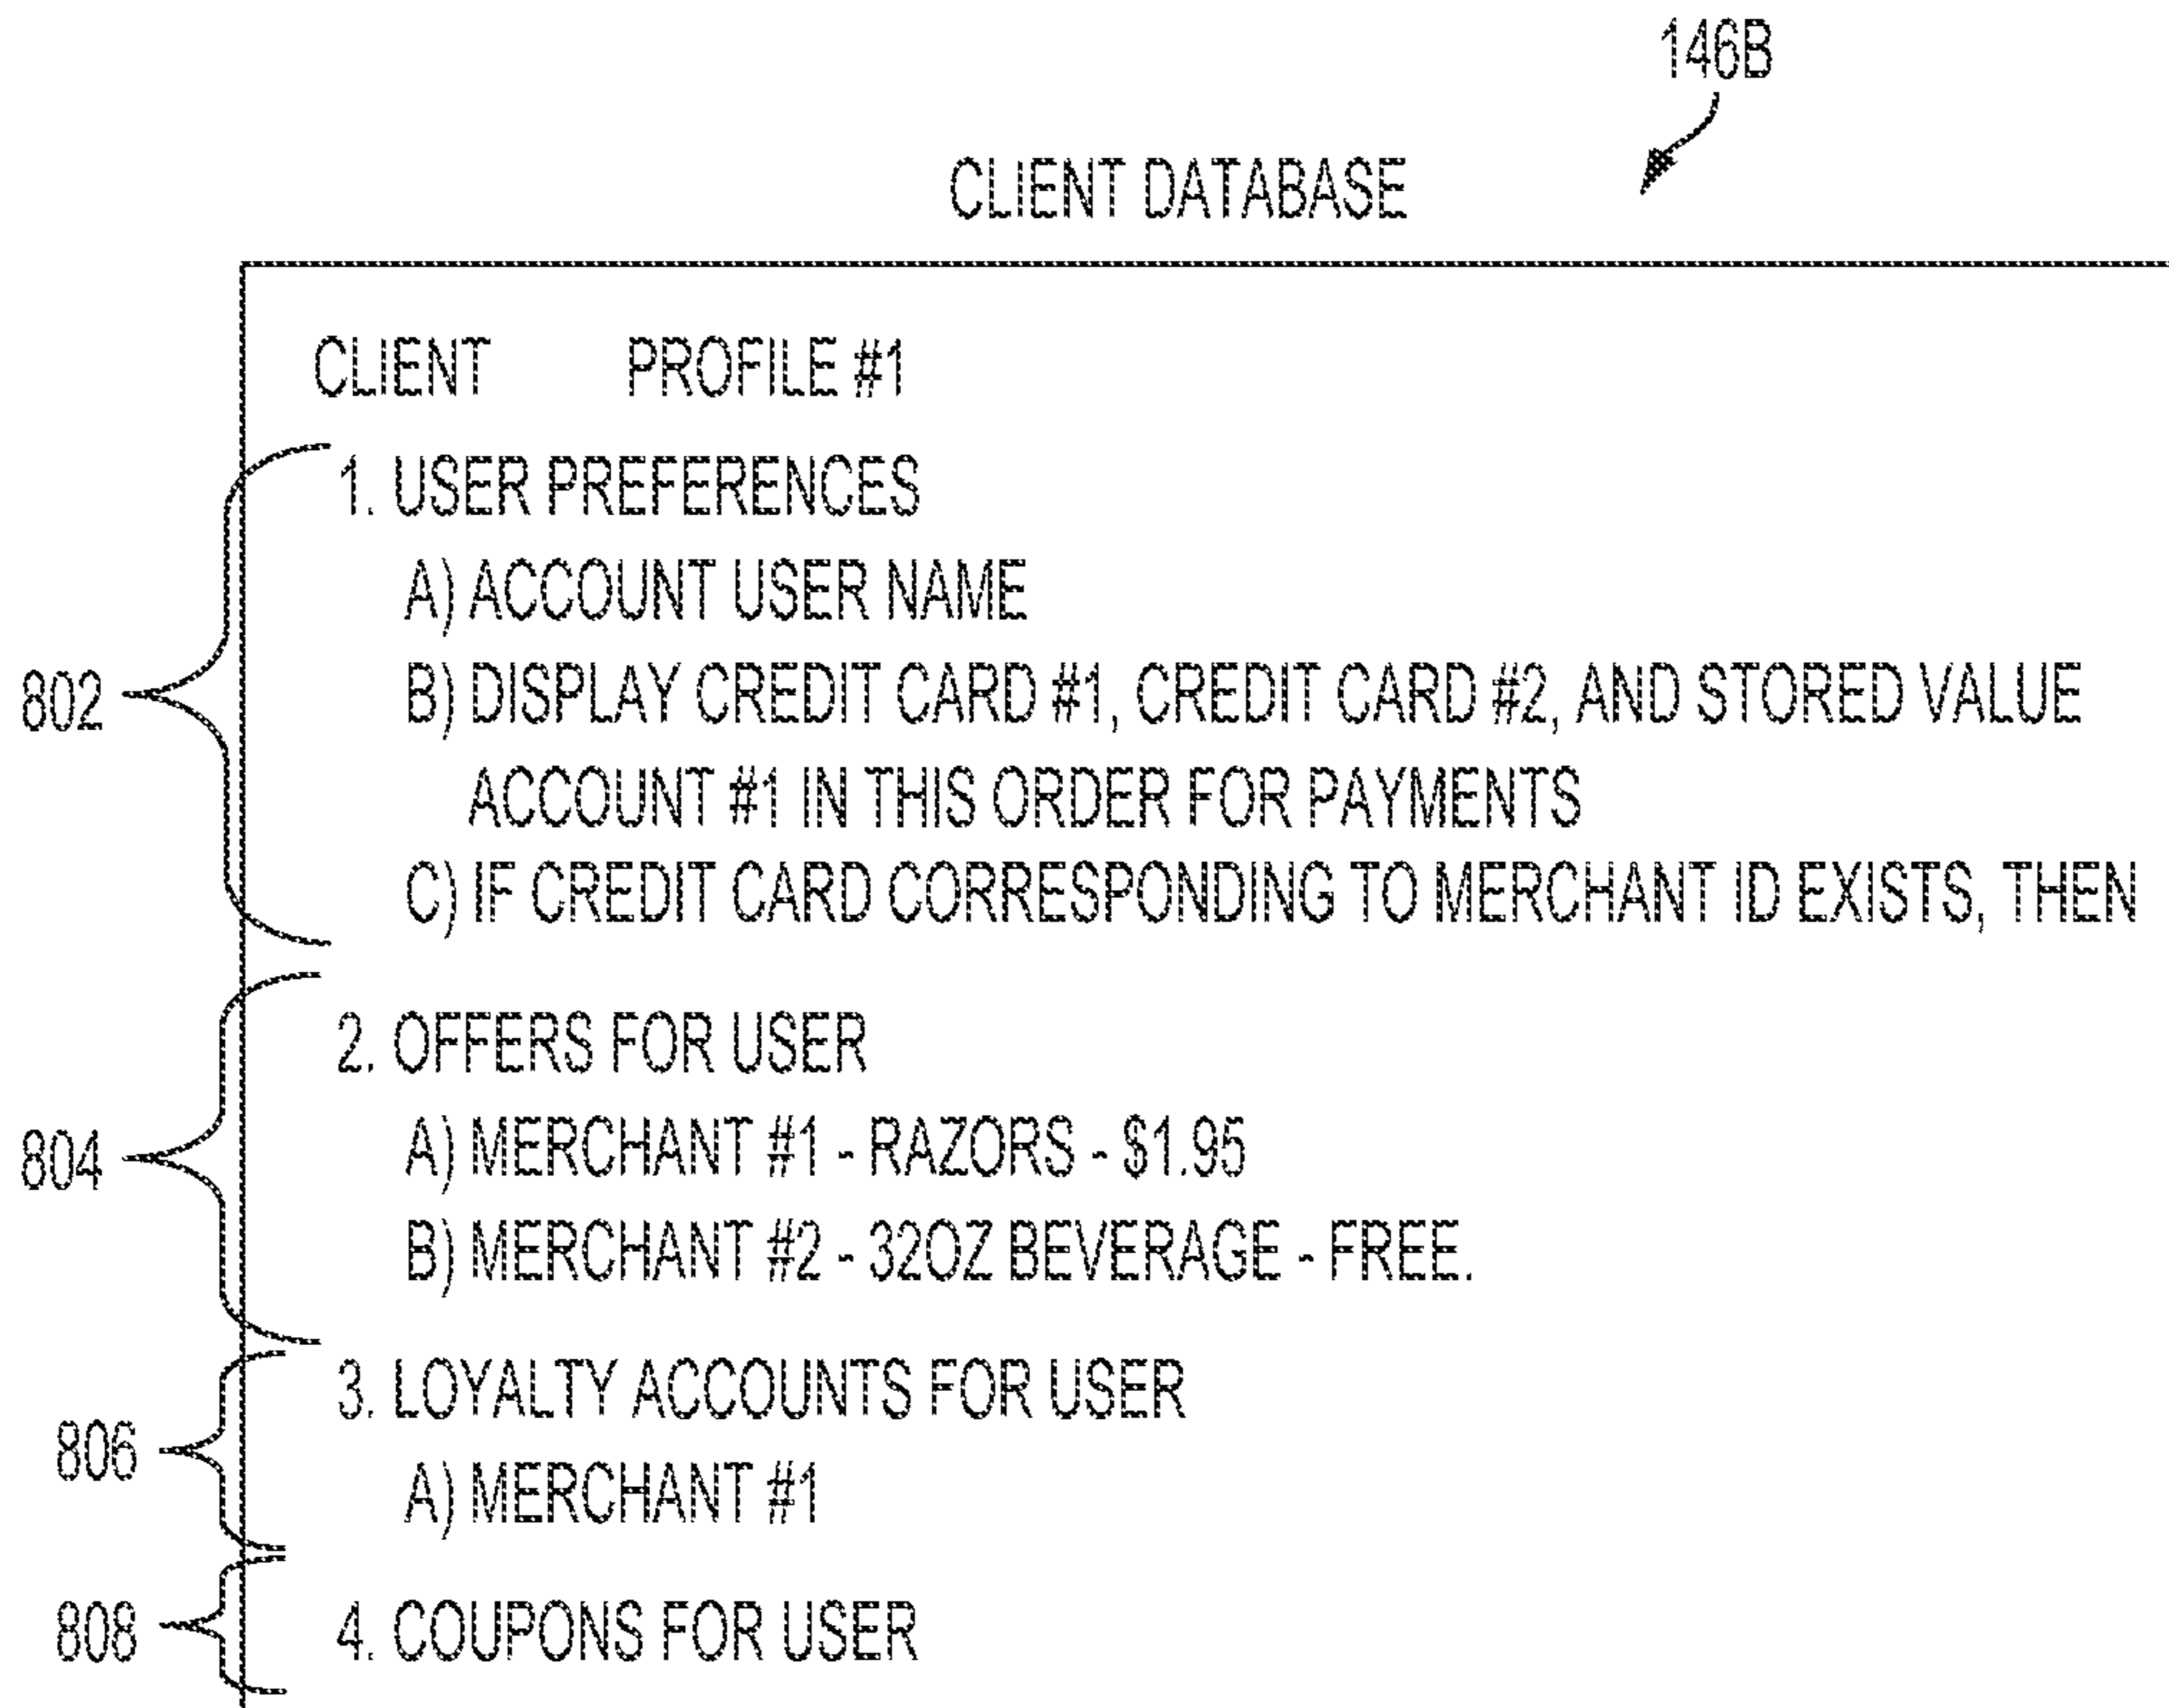 146B
CLIENT DATABASE
CLIENT PROFILE #1
1. USER PREFERENCES
A) ACCOUNT USER NAME
802
B) DISPLAY CREDIT CARD #1, CREDIT CARD #2, AND STORED VALUE
ACCOUNT #1 IN THIS ORDER FOR PAYMENTS
C) IF CREDIT CARD CORRESPONDING TO MERCHANT ID EXISTS, THEN
2. OFFERS FOR USER
804
A) MERCHANT #1 - RAZORS - $1.95
B) MERCHANT #2 - 32OZ BEVERAGE - FREE.
3. LOYALTY ACCOUNTS FOR USER
806
A) MERCHANT #1
808
4. COUPONS FOR USER